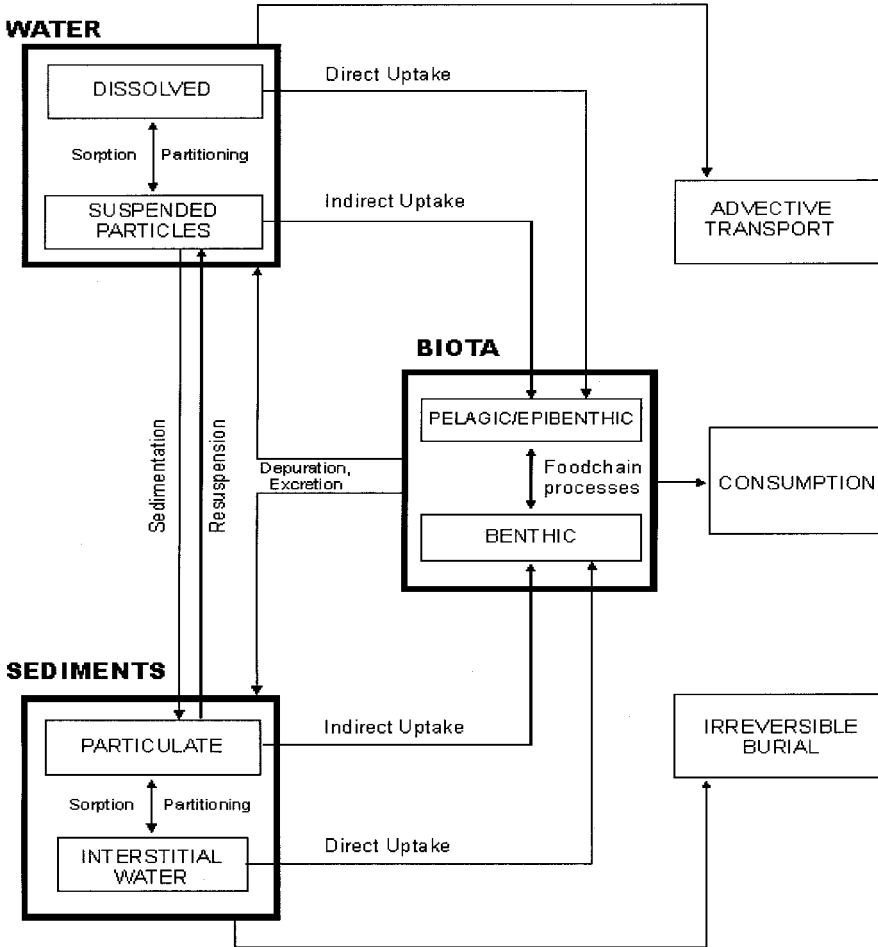 WATER
DISSOLVED
Sorption Partitioning
SUSPENDED
PARTICLES
Direct Uptake
Indirect Uptake
ADVECTIVE
TRANSPORT
Sedimentation
Resuspension
BIOTA
PELAGIC/EPIBENTHIC
Foodchain
processes
BENTHIC
Depuration,
Excretion
CONSUMPTION
SEDIMENTS
PARTICULATE
Sorption Partitioning
INTERSTITIAL
WATER
Indirect Uptake
Direct Uptake
IRREVERSIBLE
BURIAL